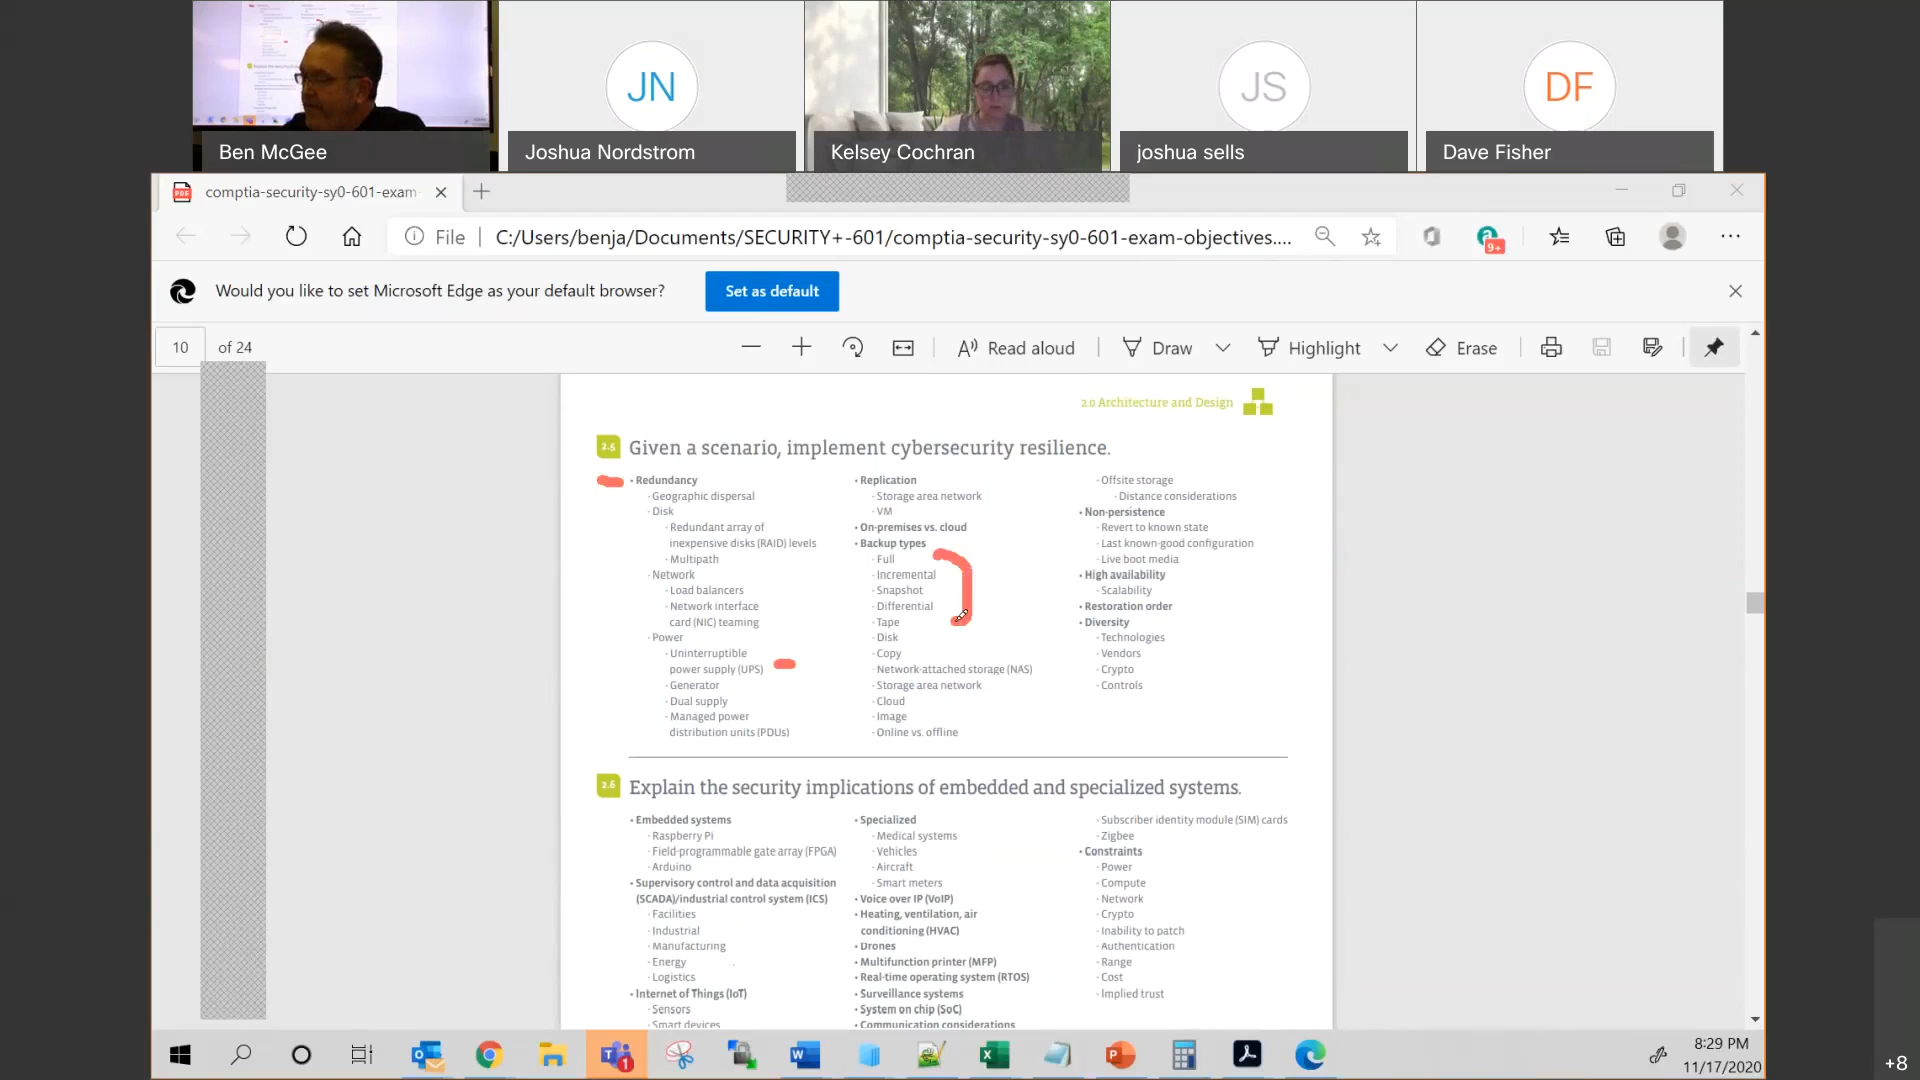 JN
JS
DF
Ben McGee
Joshua Nordstrom
Kelsey Cochran
joshua sells
Dave Fisher
comptia-security-sy0-601-exam-
File
C:/Users/benja/Documents/SECURITY+-601/comptia-security-sy0-601-exam-objectives....
9+
Would you like to set Microsoft Edge as your default browser?
Set as default
10 of 24
Read aloud
Draw
Highlight
Erase
2.0 Architecture and Design
2.5 Given a scenario, implement cybersecurity resilience.
• Redundancy
- Geographic dispersal
- Disk
- Redundant array of
inexpensive disks (RAID) levels
- Multipath
- Network
- Load balancers
- Network interface
card (NIC) teaming
- Power
- Uninterruptible
power supply (UPS)
- Generator
- Dual supply
- Managed power
distribution units (PDUs)
• Replication
- Storage area network
- VM
• On-premises vs. cloud
• Backup types
- Full
- Incremental
- Snapshot
- Differential
- Tape
- Disk
- Copy
- Network-attached storage (NAS)
- Storage area network
- Cloud
- Image
- Online vs. offline
- Offsite storage
- Distance considerations
• Non-persistence
- Revert to known state
- Last known-good configuration
- Live boot media
• High availability
- Scalability
• Restoration order
• Diversity
- Technologies
- Vendors
- Crypto
- Controls
2.6 Explain the security implications of embedded and specialized systems.
• Embedded systems
- Raspberry Pi
- Field-programmable gate array (FPGA)
- Arduino
• Supervisory control and data acquisition
(SCADA)/industrial control system (ICS)
- Facilities
- Industrial
- Manufacturing
- Energy
- Logistics
• Internet of Things (IoT)
- Sensors
- Smart devices
• Specialized
- Medical systems
- Vehicles
- Aircraft
- Smart meters
• Voice over IP (VoIP)
• Heating, ventilation, air
conditioning (HVAC)
• Drones
• Multifunction printer (MFP)
• Real-time operating system (RTOS)
• Surveillance systems
• System on chip (SoC)
• Communication considerations
- Subscriber identity module (SIM) cards
- Zigbee
• Constraints
- Power
- Compute
- Network
- Crypto
- Inability to patch
- Authentication
- Range
- Cost
- Implied trust
8:29 PM
11/17/2020
+8